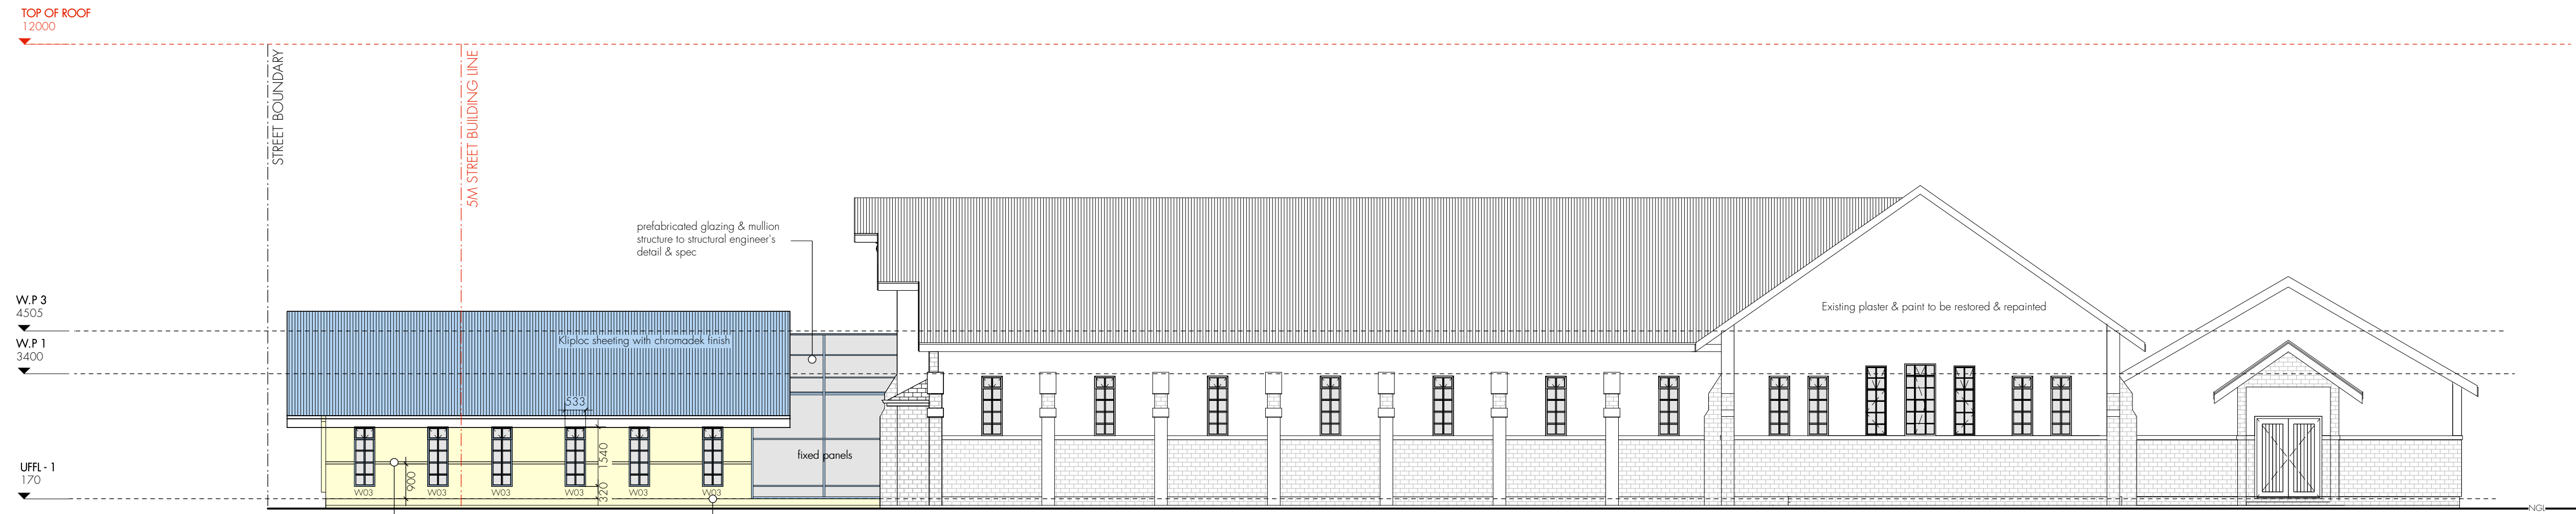 TOP OF ROOF
12000
STREET BOUNDARY
5M STREET BUILDING LINE
prefabricated glazing & mullion
structure to structural engineer's
detail & spec
W.P 3
4505
W.P 1
3400
Existing plaster & paint to be restored & repainted
Kliploc sheeting with chromadek finish
533
1540
fixed panels
900
320
UFFL - 1
170
W03
W03
W03
W03
W03
W03
NGL